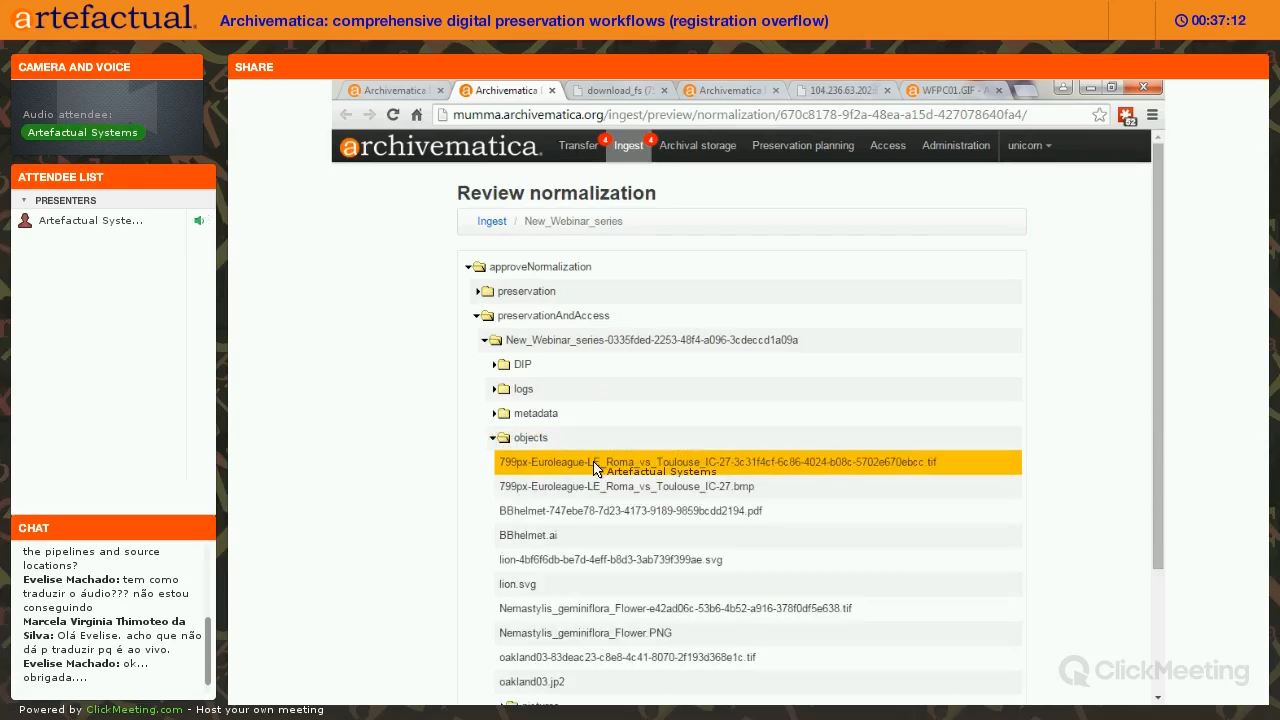 artefactual.
Archivematica: comprehensive digital preservation workflows (registration overflow)
00:37:12
CAMERA AND VOICE
Audio attendee:
Artefactual Systems
ATTENDEE LIST
PRESENTERS
Artefactual Syste...
CHAT
the pipelines and source
locations?
Evelise Machado: tem como
traduzir o áudio??? não estou
conseguindo
Marcela Virginia Thimoteo da
Silva: Olá Evelise. acho que não
dá p traduzir pq é ao vivo.
Evelise Machado: ok...
obrigada....
Powered by ClickMeeting.com - Host your own meeting
SHARE
Archivematica | Archivematica | download_fs (7 Archivematica | 104.236.63.202 WFPC01.GIF - A
mumma.archivematica.org/ingest/preview/normalization/670c8178-9f2a-48ea-a15d-427078640fa4/
62
archivematica. Transfer 4 Ingest 4 Archival storage Preservation planning Access Administration unicorn
Review normalization
Ingest / New_Webinar_series
approveNormalization
preservation
preservationAndAccess
New_Webinar_series-0335fded-2253-48f4-a096-3cdeccd1a09a
DIP
logs
metadata
objects
799px-Euroleague-LE_Roma_vs_Toulouse_IC-27-3c31f4cf-6c86-4024-b08c-5702e670ebcc.tif
Artefactual Systems
799px-Euroleague-LE_Roma_vs_Toulouse_IC-27.bmp
BBhelmet-747ebe78-7d23-4173-9189-9859bcdd2194.pdf
BBhelmet.ai
lion-4bf6f6db-be7d-4eff-b8d3-3ab739f399ae.svg
lion.svg
Nemastylis_geminiflora_Flower-e42ad06c-53b6-4b52-a916-378f0df5e638.tif
Nemastylis_geminiflora_Flower.PNG
oakland03-83deac23-c8e8-4c41-8070-2f193d368e1c.tif
oakland03.jp2
pictures
ClickMeeting